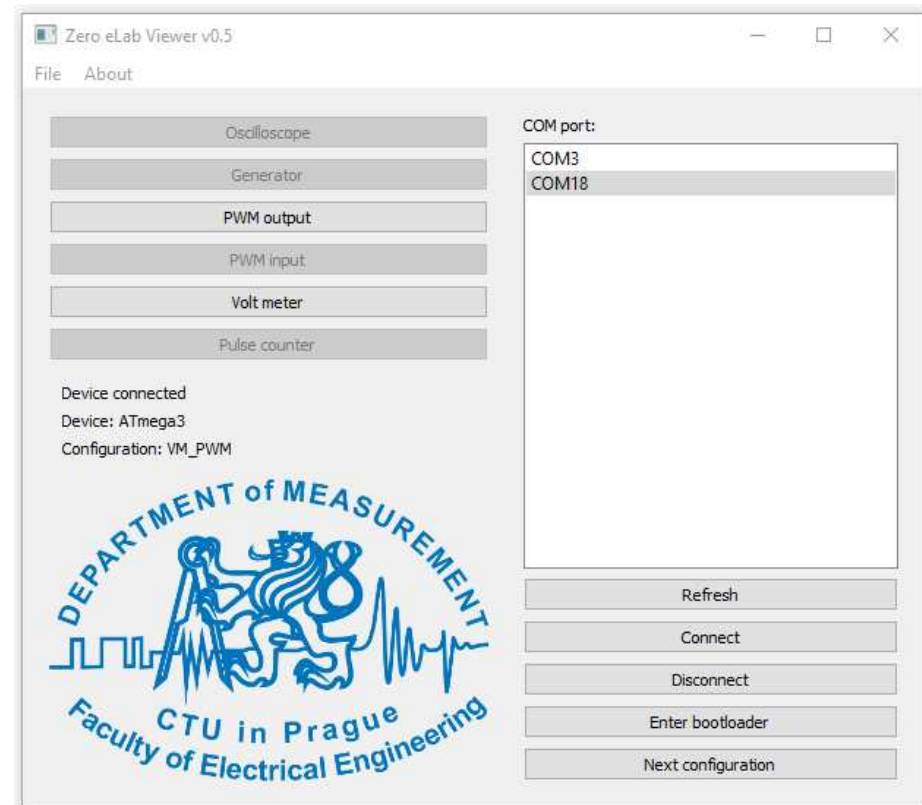 Zero eLab Viewer v0.5
File About
Oscilloscope
Generator
PWM output
PWM input
Volt meter
Pulse counter
Device connected
Device: ATmega3
Configuration: VM_PWM
DEPARTMENT of MEASUREMENT
CTU in Prague
Faculty of Electrical Engineering
COM port:
COM3
COM18
Refresh
Connect
Disconnect
Enter bootloader
Next configuration